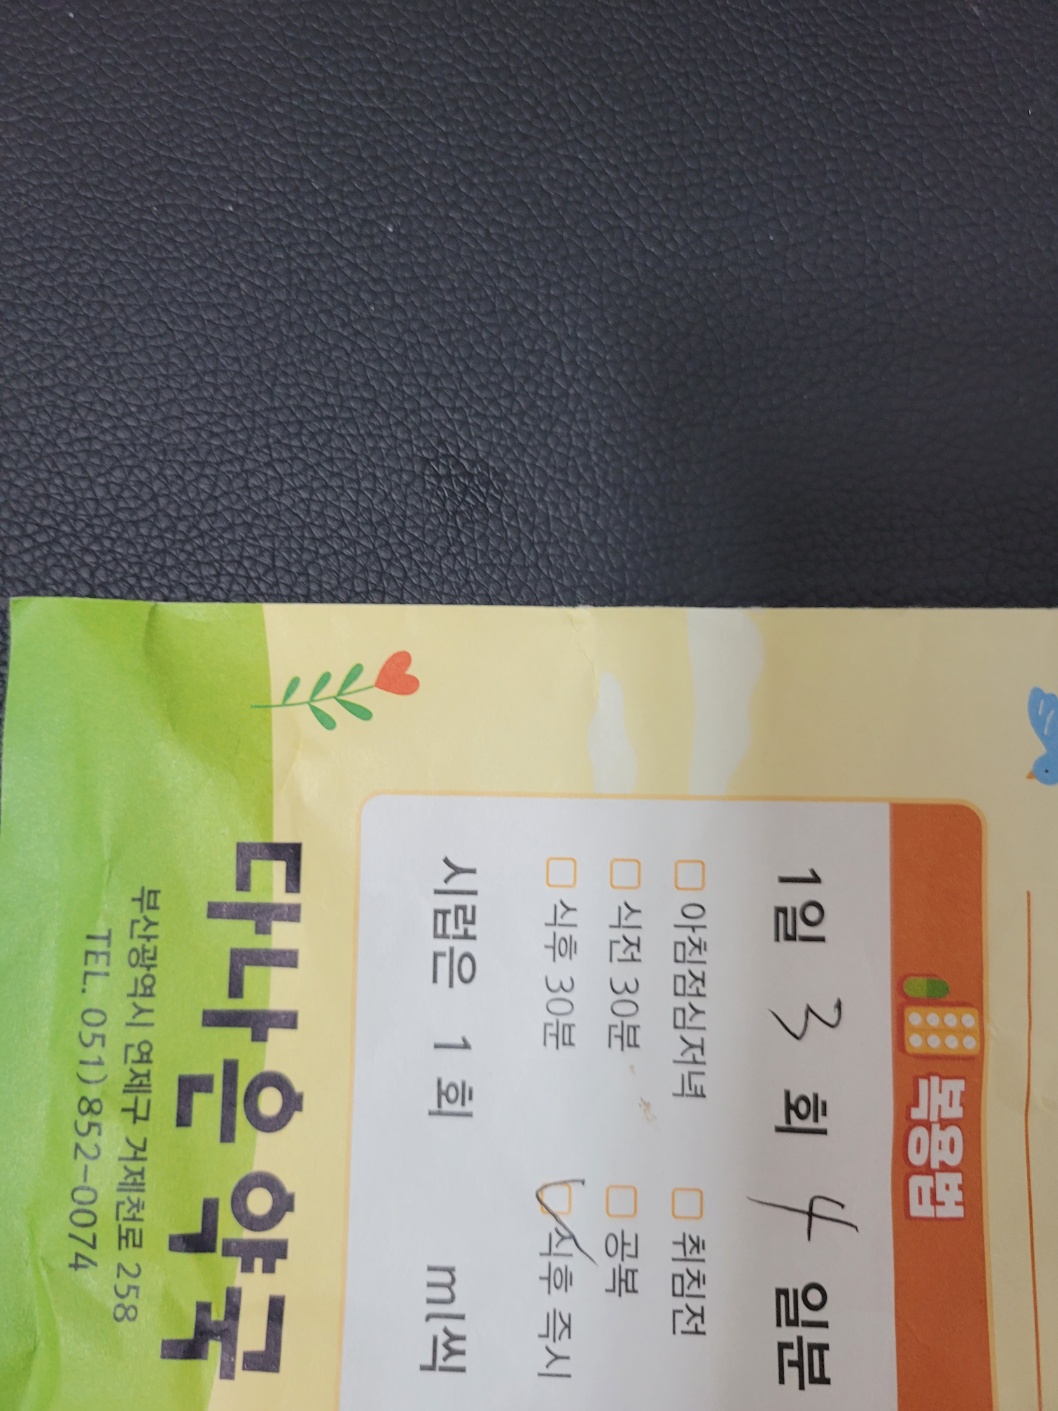 복용법
1일 3 회 4 일분
□ 아침점심저녁 □ 취침전
□ 식전 30분 □ 공복
□ 식후 30분 ☑ 식후 즉시
시럽은 1 회 ml씩
다나은약국
부산광역시 연제구 거제천로 258
TEL. 051) 852-0074